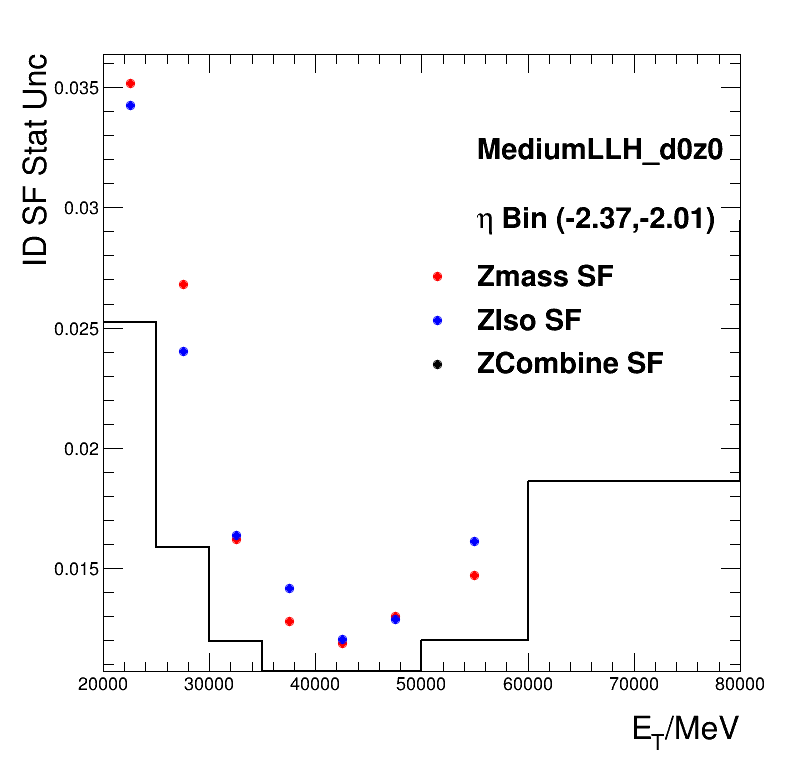 ID SF Stat Unc
0.035
0.03
0.025
0.02
0.015
MediumLLH_d0z0
η Bin (-2.37,-2.01)
Zmass SF
ZIso SF
ZCombine SF
20000 30000 40000 50000 60000 70000 80000
E_T/MeV